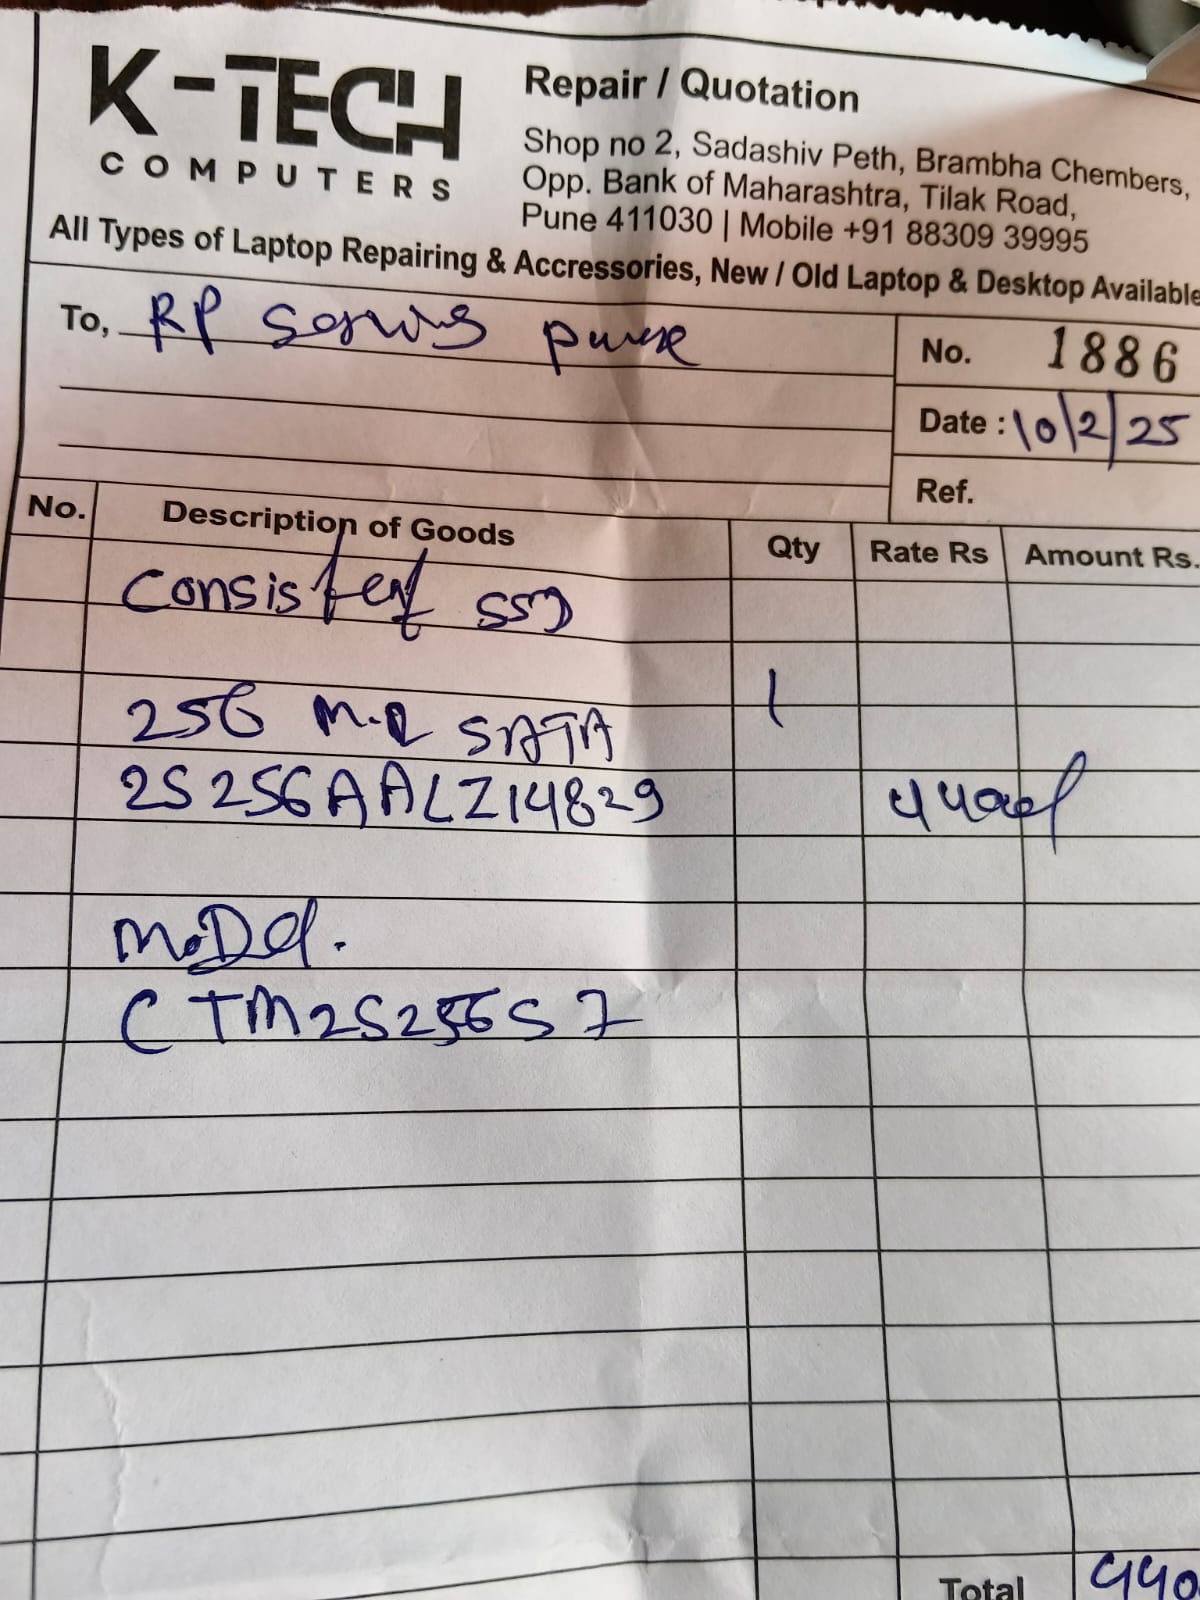 K-TECH
COMPUTERS
Repair / Quotation
Shop no 2, Sadashiv Peth, Brambha Chembers,
Opp. Bank of Maharashtra, Tilak Road,
Pune 411030 | Mobile +91 88309 39995
All Types of Laptop Repairing & Accressories, New / Old Laptop & Desktop Available
To, RP
No. 1886
Date : 10/2/25
Ref.
No. Description of Goods Qty Rate Rs Amount Rs.
Consistent SSD
256 M.2 SATA 1
2S256AALZ14829
MoDel.
CTM2S256S7
Total